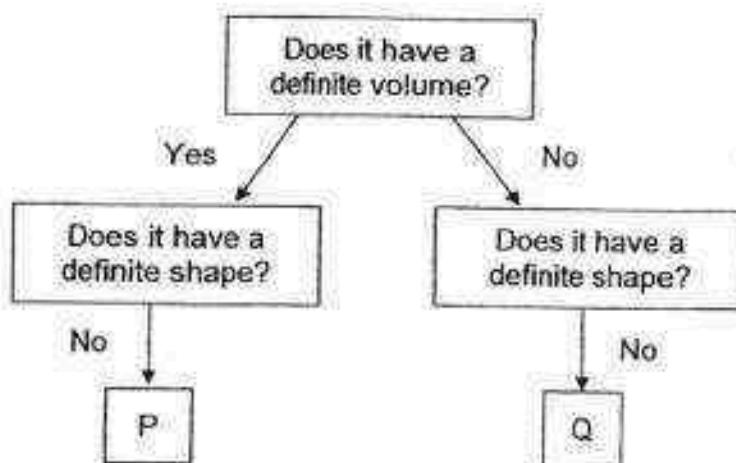 Does it have a
definite volume?
Yes
No
Does it have a
definite shape?
Does it have a
definite shape?
No
No
P
Q